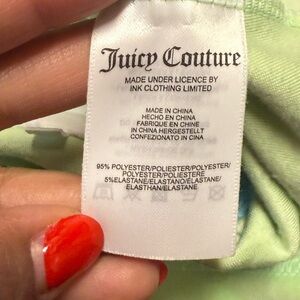 Juicy Couture
MADE UNDER LICENCE BY
INK CLOTHING LIMITED
MADE IN CHINA
HECHO EN CHINA
FABRIQUE EN CHINE
IN CHINA HERGESTELLT
CONFEZIONATO IN CINA
95% POLYESTER/POLIESTER/POLYESTER/
POLYESTER/POLIESTERE
5%ELASTANE/ELASTANO/ÉLASTHANNE/
ELASTHAN/ELASTANE